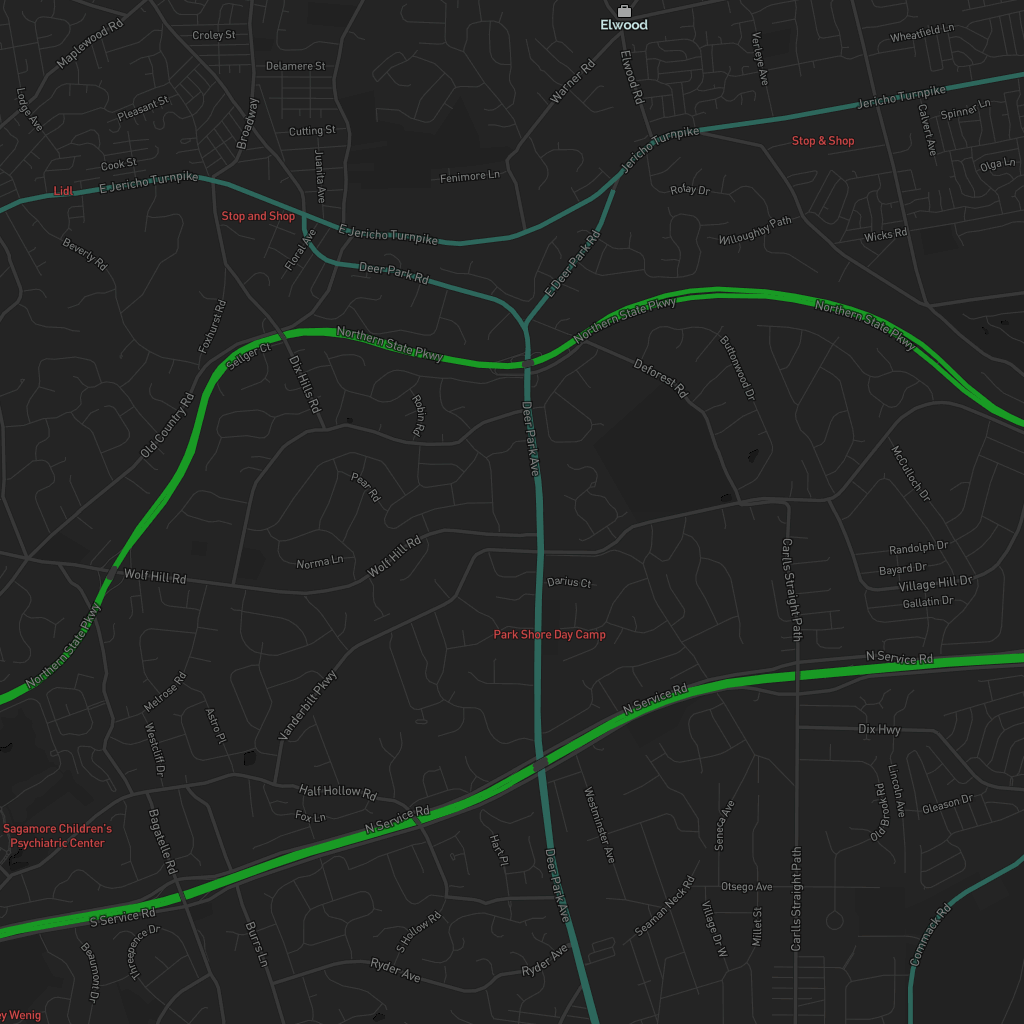 Elwood
Maplewood Rd
Croley St
Wheatfield Ln
Verleye Ave
Delamere St
Warner Rd
Elwood Rd
Jericho Turnpike
Lodge Ave
Pleasant St
Broadway
Spinner Ln
Calvert Ave
Cutting St
Jericho Turnpike
Stop & Shop
Cook St
Juanita Ave
Olga Ln
Fenimore Ln
Lidl
E Jericho Turnpike
Rolay Dr
Stop and Shop
E Jericho Turnpike
Willoughby Path
Wicks Rd
Beverly Rd
Floral Ave
Deer Park Rd
E Deer Park Rd
Foxhurst Rd
Northern State Pkwy
Northern State Pkwy
Northern State Pkwy
Sellger Ct
Dix Hills Rd
Deforest Rd
Buttonwood Dr
Old Country Rd
Robin Rd
Deer Park Ave
McCulloch Dr
Pear Rd
Randolph Dr
Norma Ln
Wolf Hill Rd
Wolf Hill Rd
Bayard Dr
Village Hill Dr
Darius Ct
Gallatin Dr
Carlls Straight Path
Northern State Pkwy
Park Shore Day Camp
N Service Rd
Melrose Rd
Vanderbilt Pkwy
N Service Rd
Astro Pl
Westcliff Dr
Dix Hwy
Half Hollow Rd
Lincoln Ave
Old Brook Rd
Gleason Dr
Fox Ln
N Service Rd
Westminster Ave
Seneca Ave
Sagamore Children's
Psychiatric Center
Bagatelle Rd
Hart Pl
Deer Park Ave
Otsego Ave
Carlls Straight Path
S Service Rd
Seaman Neck Rd
Village Dr W
Millet St
Commack Rd
S Hollow Rd
Threepence Dr
Burrs Ln
Beaumont Dr
Ryder Ave
Ryder Ave
ey Wenig